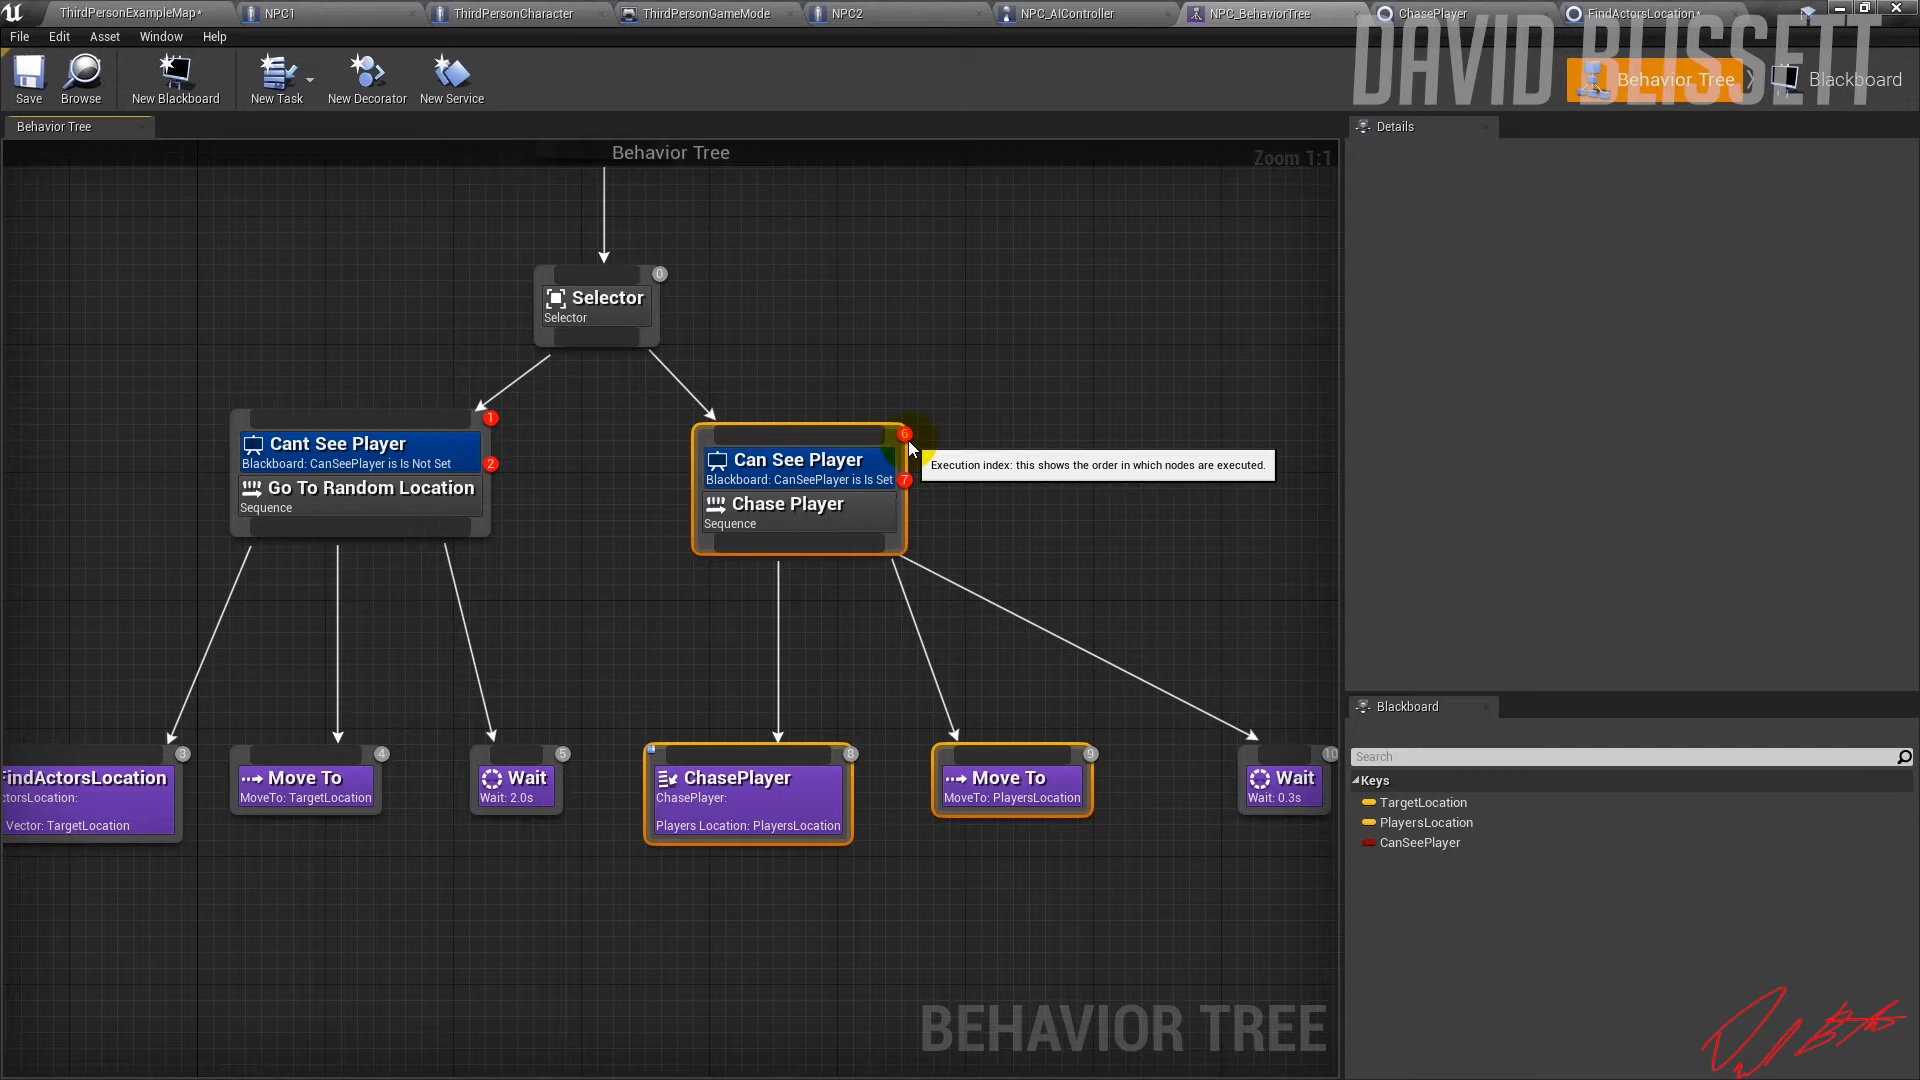 ThirdPersonExampleMap*
NPC1
ThirdPersonCharacter
ThirdPersonGameMode
NPC2
NPC_AIController
NPC_BehaviorTree
ChasePlayer
FindActorsLocation*
File
Edit
Asset
Window
Help
DAVID BLISSETT
Save
Browse
New Blackboard
New Task
New Decorator
New Service
Behavior Tree
Blackboard
Behavior Tree
Details
Behavior Tree
Zoom 1:1
0
Selector
Selector
1
Cant See Player
Blackboard: CanSeePlayer is Is Not Set
2
Go To Random Location
Sequence
6
Can See Player
Blackboard: CanSeePlayer is Is Set
7
Chase Player
Sequence
Execution index: this shows the order in which nodes are executed.
3
FindActorsLocation
ctorsLocation:
Vector: TargetLocation
4
Move To
MoveTo: TargetLocation
5
Wait
Wait: 2.0s
8
ChasePlayer
ChasePlayer:
Players Location: PlayersLocation
9
Move To
MoveTo: PlayersLocation
10
Wait
Wait: 0.3s
Blackboard
Search
Keys
TargetLocation
PlayersLocation
CanSeePlayer
BEHAVIOR TREE